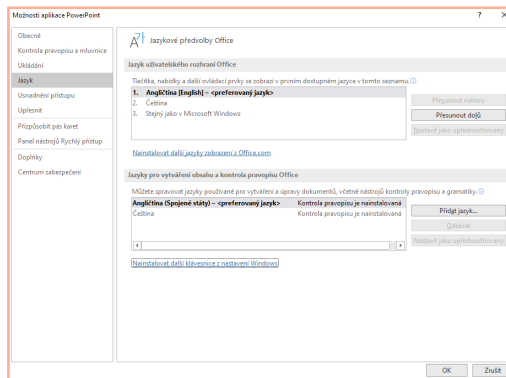 Možnosti aplikace PowerPoint
? ×
Obecné
Kontrola pravopisu a mluvnice
Ukládání
Jazyk
Usnadnění přístupu
Upřesnit
Přizpůsobit pás karet
Panel nástrojů Rychlý přístup
Doplňky
Centrum zabezpečení
Jazykové předvolby Office
Jazyk uživatelského rozhraní Office
Tlačítka, nabídky a další ovládací prvky se zobrazí v prvním dostupném jazyce v tomto seznamu.
1. Angličtina [English] – <preferovaný jazyk>
2. Čeština
3. Stejný jako v Microsoft Windows
Přesunout nahoru
Přesunout dolů
Nastavit jako upřednostňovaný
Nainstalovat další jazyky zobrazení z Office.com
Jazyky pro vytváření obsahu a kontrola pravopisu Office
Můžete spravovat jazyky používané pro vytváření a úpravy dokumentů, včetně nástrojů kontroly pravopisu a gramatiky.
Angličtina (Spojené státy) – <preferovaný jazyk> Kontrola pravopisu je nainstalovaná
Čeština Kontrola pravopisu je nainstalovaná
Přidat jazyk...
Odebrat
Nastavit jako upřednostňovaný
Nainstalovat další klávesnice z nastavení Windows
OK Zrušit